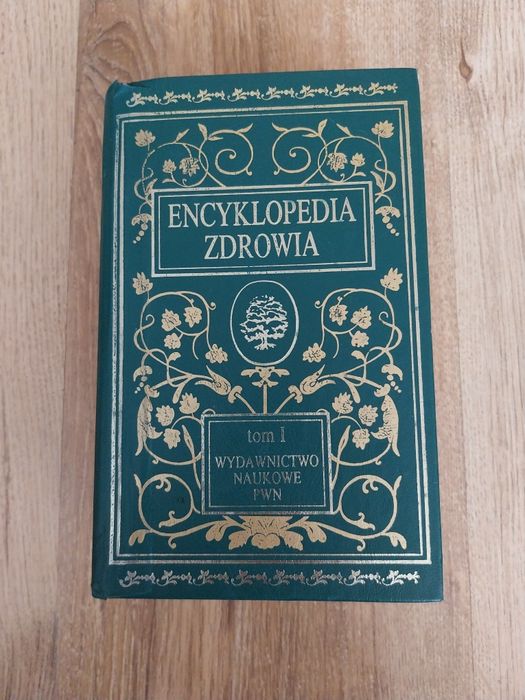 ENCYKLOPEDIA
ZDROWIA
tom I
WYDAWNICTWO
NAUKOWE
PWN